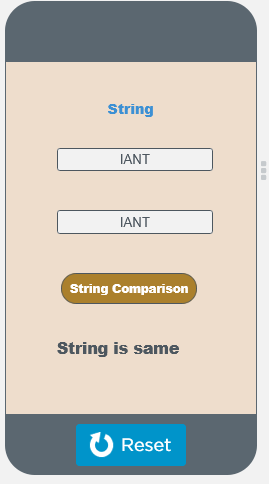 String
IANT
IANT
String Comparison
String is same
Reset